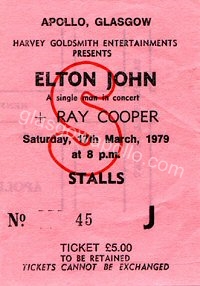 APOLLO, GLASGOW
HARVEY GOLDSMITH ENTERTAINMENTS
PRESENTS
ELTON JOHN
A single man in concert
+ RAY COOPER
Saturday, 17th March, 1979
at 8 p.m.
STALLS
No 45 J
TICKET £5.00
TO BE RETAINED
TICKETS CANNOT BE EXCHANGED